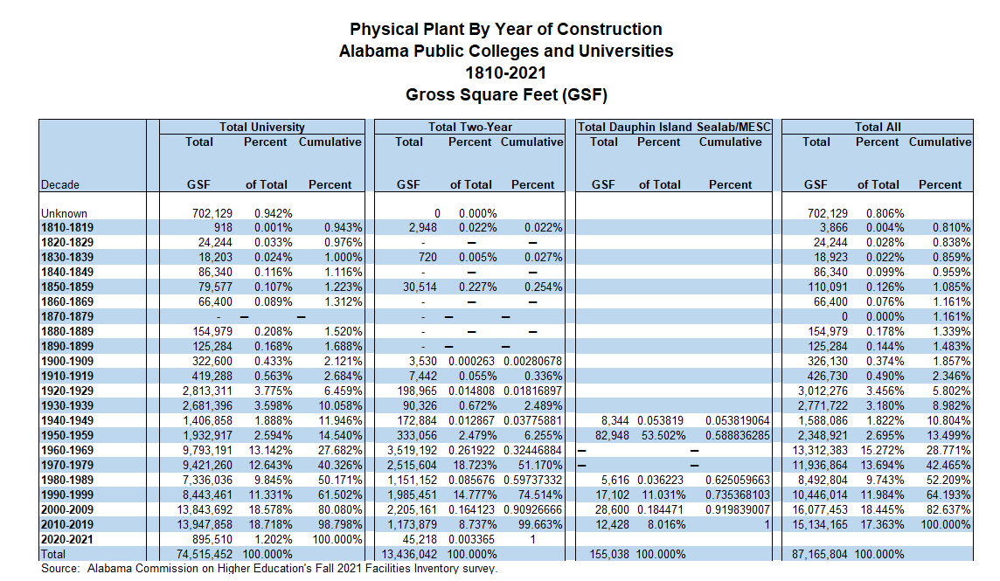 Physical Plant By Year of Construction
Alabama Public Colleges and Universities
1810-2021
Gross Square Feet (GSF)
Total University Total Two-Year Total Dauphin Island Sealab/MESC Total All
Total Percent Cumulative Total Percent Cumulative Total Percent Cumulative Total Percent Cumulative
Decade GSF of Total Percent GSF of Total Percent GSF of Total Percent GSF of Total Percent
Unknown 702,129 0.942% 0 0.000% 702,129 0.806%
1810-1819 918 0.001% 0.943% 2,948 0.022% 0.022% 3,866 0.004% 0.810%
1820-1829 24,244 0.033% 0.976% - – – 24,244 0.028% 0.838%
1830-1839 18,203 0.024% 1.000% 720 0.005% 0.027% 18,923 0.022% 0.859%
1840-1849 86,340 0.116% 1.116% - – – 86,340 0.099% 0.959%
1850-1859 79,577 0.107% 1.223% 30,514 0.227% 0.254% 110,091 0.126% 1.085%
1860-1869 66,400 0.089% 1.312% - – – 66,400 0.076% 1.161%
1870-1879 - – – - – – 0 0.000% 1.161%
1880-1889 154,979 0.208% 1.520% - – – 154,979 0.178% 1.339%
1890-1899 125,284 0.168% 1.688% - – – 125,284 0.144% 1.483%
1900-1909 322,600 0.433% 2.121% 3,530 0.000263 0.00280678 326,130 0.374% 1.857%
1910-1919 419,288 0.563% 2.684% 7,442 0.055% 0.336% 426,730 0.490% 2.346%
1920-1929 2,813,311 3.775% 6.459% 198,965 0.014808 0.01816897 3,012,276 3.456% 5.802%
1930-1939 2,681,396 3.598% 10.058% 90,326 0.672% 2.489% 2,771,722 3.180% 8.982%
1940-1949 1,406,858 1.888% 11.946% 172,884 0.012867 0.03775881 8,344 0.053819 0.053819064 1,588,086 1.822% 10.804%
1950-1959 1,932,917 2.594% 14.540% 333,056 2.479% 6.255% 82,948 53.502% 0.588836285 2,348,921 2.695% 13.499%
1960-1969 9,793,191 13.142% 27.682% 3,519,192 0.261922 0.32446884 – – 13,312,383 15.272% 28.771%
1970-1979 9,421,260 12.643% 40.326% 2,515,604 18.723% 51.170% – – 11,936,864 13.694% 42.465%
1980-1989 7,336,036 9.845% 50.171% 1,151,152 0.085676 0.59737332 5,616 0.036223 0.625059663 8,492,804 9.743% 52.209%
1990-1999 8,443,461 11.331% 61.502% 1,985,451 14.777% 74.514% 17,102 11.031% 0.735368103 10,446,014 11.984% 64.193%
2000-2009 13,843,692 18.578% 80.080% 2,205,161 0.164123 0.90926666 28,600 0.184471 0.919839007 16,077,453 18.445% 82.637%
2010-2019 13,947,858 18.718% 98.798% 1,173,879 8.737% 99.663% 12,428 8.016% 1 15,134,165 17.363% 100.000%
2020-2021 895,510 1.202% 100.000% 45,218 0.003365 1
Total 74,515,452 100.000% 13,436,042 100.000% 155,038 100.000% 87,165,804 100.000%
Source: Alabama Commission on Higher Education's Fall 2021 Facilities Inventory survey.